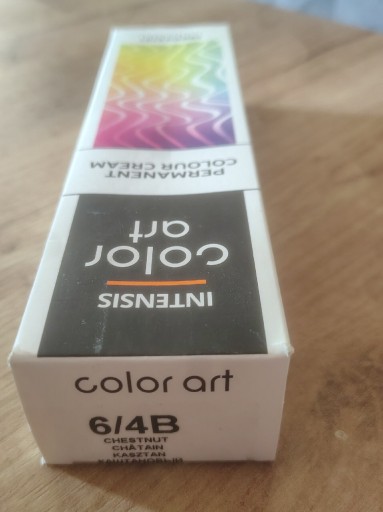 PERMANENT
COLOUR CREAM
color
art
INTENSIS
color art
6/4B
CHESTNUT
CHÂTAIN
KASZTAN